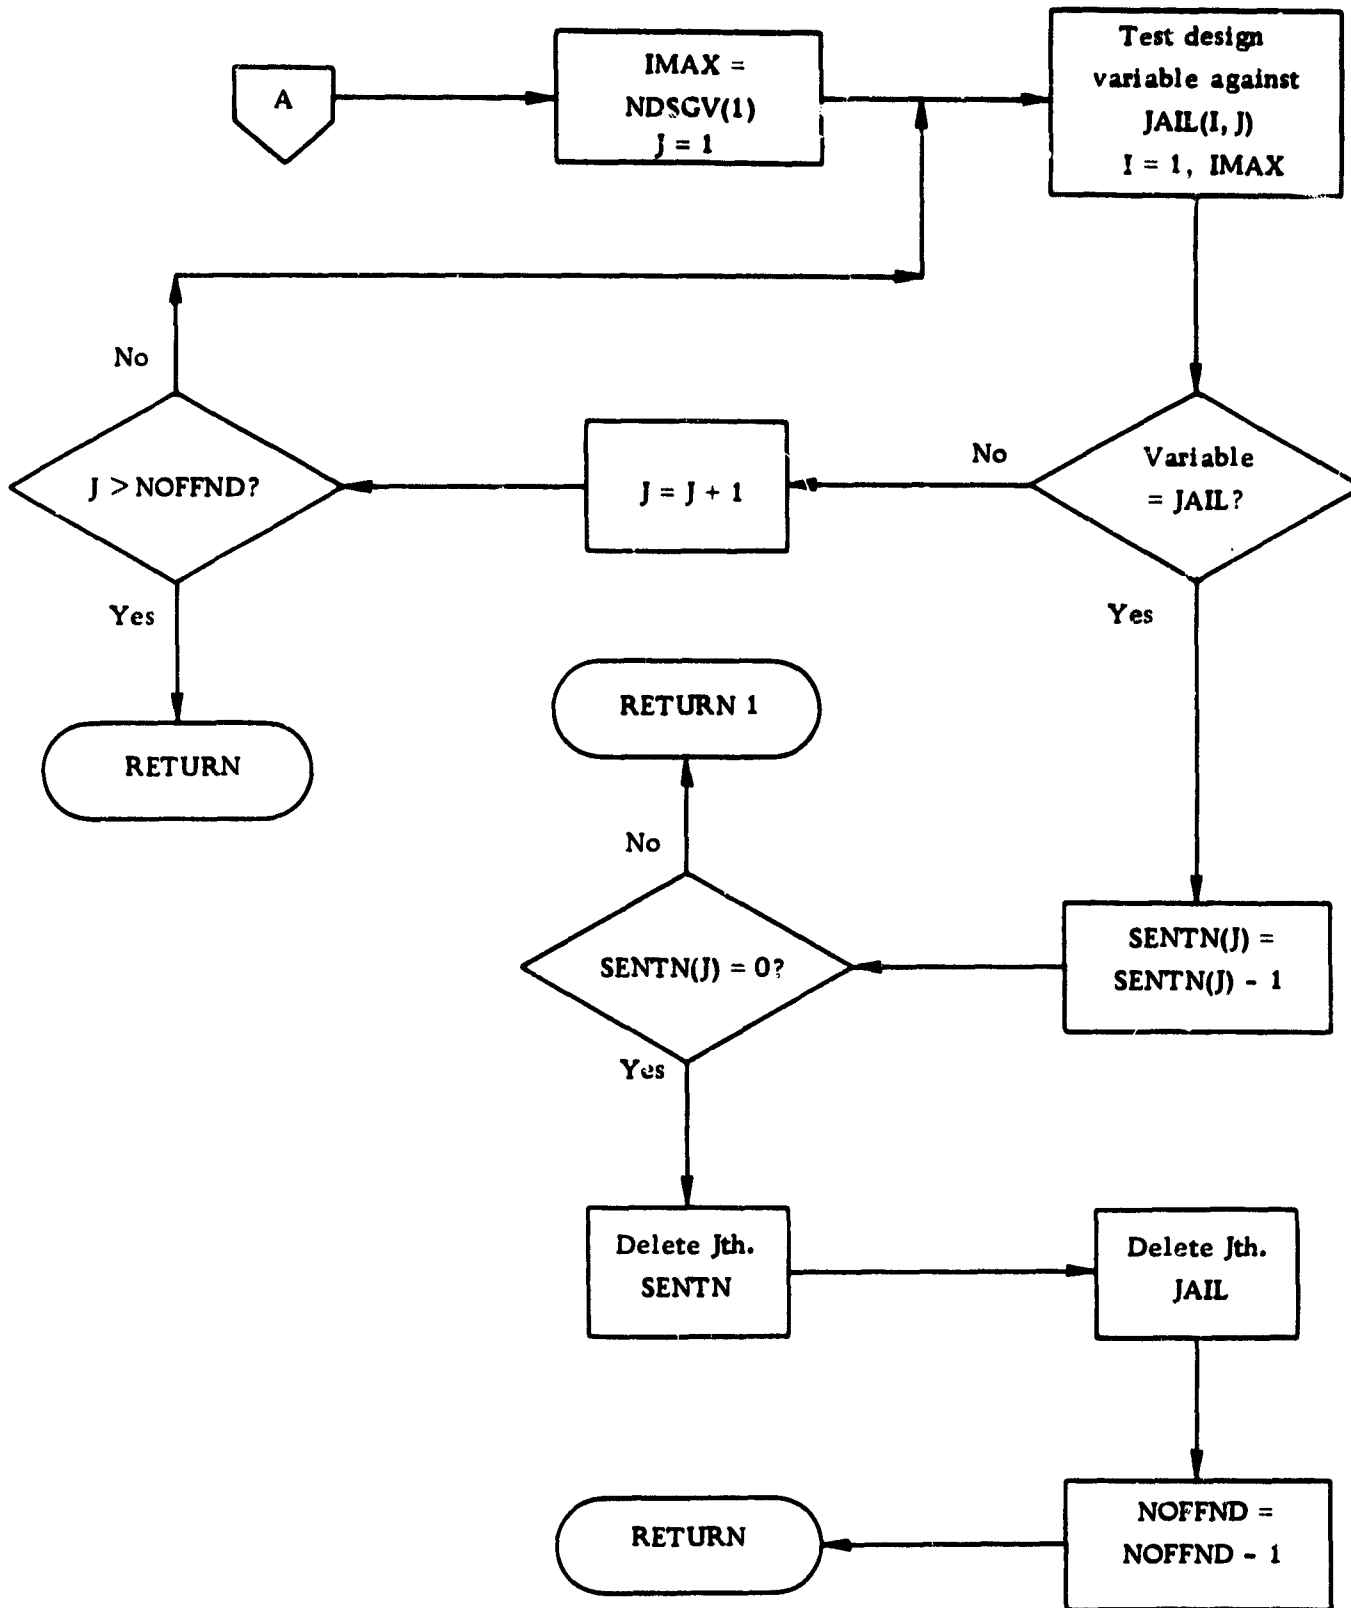 A
IMAX =
NDSGV(1)
J = 1
Test design
variable against
JAIL(I, J)
I = 1, IMAX
No
J > NOFFND?
J = J + 1
No
Variable
= JAIL?
Yes
Yes
RETURN
RETURN 1
No
SENTN(J) = 0?
SENTN(J) =
SENTN(J) - 1
Yes
Delete Jth.
SENTN
Delete Jth.
JAIL
RETURN
NOFFND =
NOFFND - 1